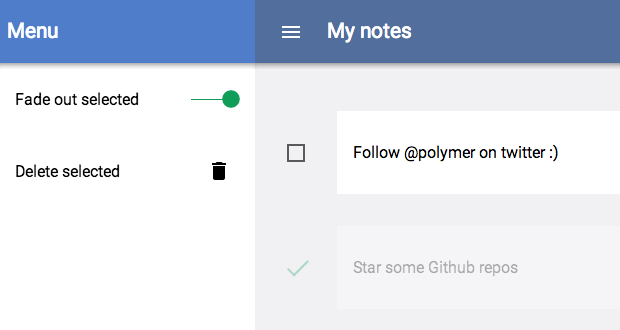 Menu
My notes
Fade out selected
Delete selected
Follow @polymer on twitter :)
Star some Github repos